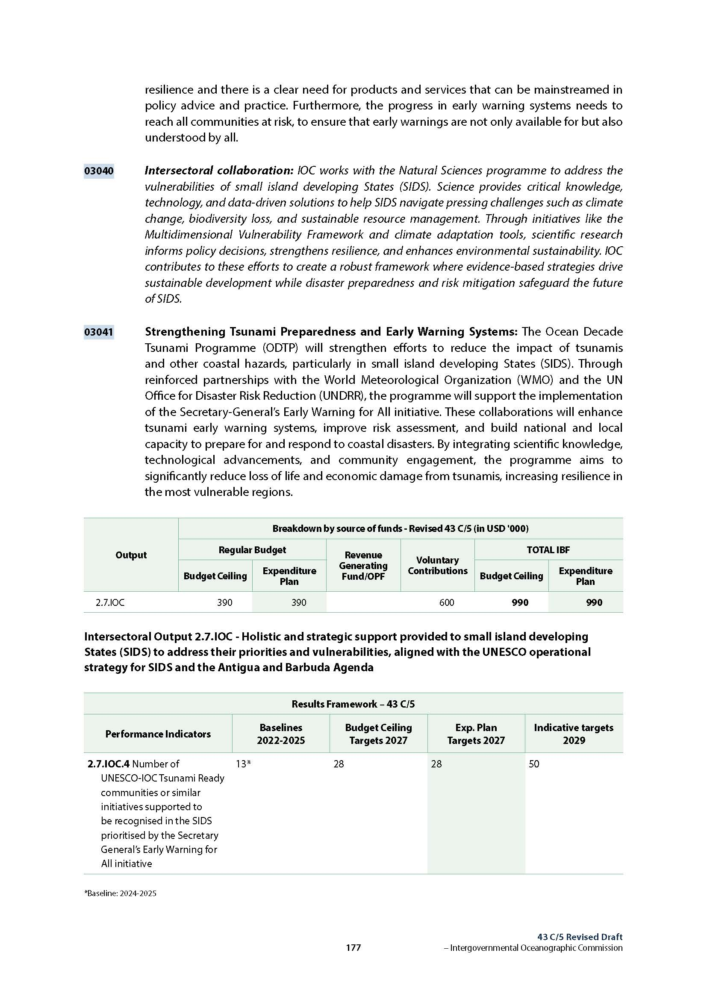 resilience and there is a clear need for products and services that can be mainstreamed in
policy advice and practice. Furthermore, the progress in early warning systems needs to
reach all communities at risk, to ensure that early warnings are not only available for but also
understood by all.
03040 Intersectoral collaboration: IOC works with the Natural Sciences programme to address the
vulnerabilities of small island developing States (SIDS). Science provides critical knowledge,
technology, and data-driven solutions to help SIDS navigate pressing challenges such as climate
change, biodiversity loss, and sustainable resource management. Through initiatives like the
Multidimensional Vulnerability Framework and climate adaptation tools, scientific research
informs policy decisions, strengthens resilience, and enhances environmental sustainability. IOC
contributes to these efforts to create a robust framework where evidence-based strategies drive
sustainable development while disaster preparedness and risk mitigation safeguard the future
of SIDS.
03041 Strengthening Tsunami Preparedness and Early Warning Systems: The Ocean Decade
Tsunami Programme (ODTP) will strengthen efforts to reduce the impact of tsunamis
and other coastal hazards, particularly in small island developing States (SIDS). Through
reinforced partnerships with the World Meteorological Organization (WMO) and the UN
Office for Disaster Risk Reduction (UNDRR), the programme will support the implementation
of the Secretary-General's Early Warning for All initiative. These collaborations will enhance
tsunami early warning systems, improve risk assessment, and build national and local
capacity to prepare for and respond to coastal disasters. By integrating scientific knowledge,
technological advancements, and community engagement, the programme aims to
significantly reduce loss of life and economic damage from tsunamis, increasing resilience in
the most vulnerable regions.
Output
Breakdown by source of funds - Revised 43 C/5 (in USD '000)
Regular Budget
Budget Ceiling
Expenditure
Plan
Revenue
Generating
Fund/OPF
Voluntary
Contributions
TOTAL IBF
Budget Ceiling
Expenditure
Plan
2.7.IOC 390 390 600 990 990
Intersectoral Output 2.7.IOC - Holistic and strategic support provided to small island developing
States (SIDS) to address their priorities and vulnerabilities, aligned with the UNESCO operational
strategy for SIDS and the Antigua and Barbuda Agenda
Results Framework – 43 C/5
Performance Indicators
Baselines
2022-2025
Budget Ceiling
Targets 2027
Exp. Plan
Targets 2027
Indicative targets
2029
2.7.IOC.4 Number of 13* 28 28 50
UNESCO-IOC Tsunami Ready
communities or similar
initiatives supported to
be recognised in the SIDS
prioritised by the Secretary
General's Early Warning for
All initiative
*Baseline: 2024-2025
43 C/5 Revised Draft
177 – Intergovernmental Oceanographic Commission